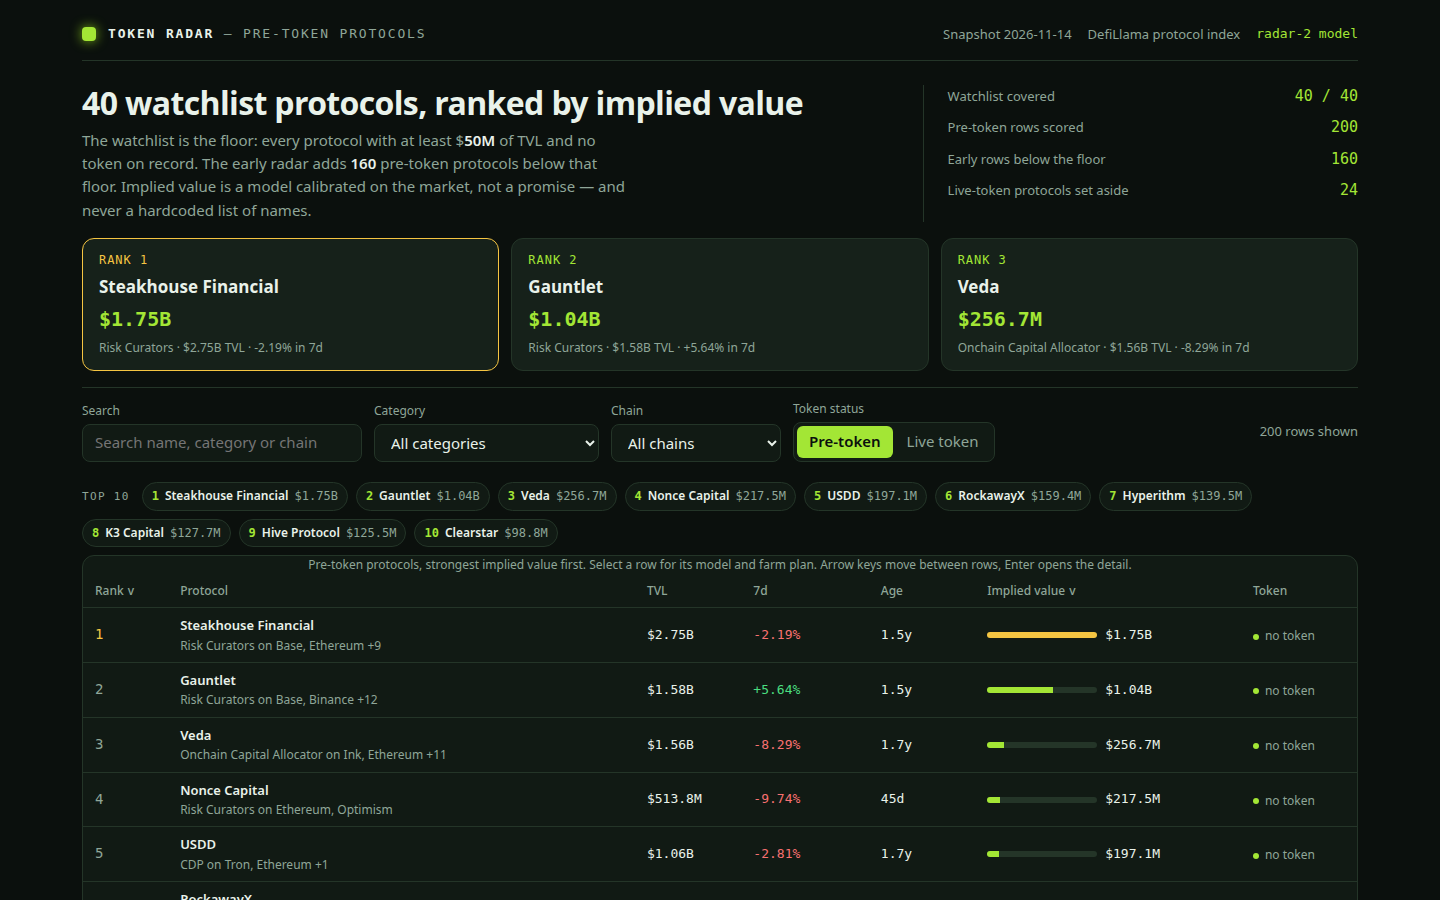 TOKEN RADAR — PRE-TOKEN PROTOCOLS
Snapshot 2026-11-14 DefiLlama protocol index radar-2 model
40 watchlist protocols, ranked by implied value
The watchlist is the floor: every protocol with at least $50M of TVL and no
token on record. The early radar adds 160 pre-token protocols below that
floor. Implied value is a model calibrated on the market, not a promise — and
never a hardcoded list of names.
Watchlist covered 40 / 40
Pre-token rows scored 200
Early rows below the floor 160
Live-token protocols set aside 24
RANK 1
Steakhouse Financial
$1.75B
Risk Curators · $2.75B TVL · -2.19% in 7d
RANK 2
Gauntlet
$1.04B
Risk Curators · $1.58B TVL · +5.64% in 7d
RANK 3
Veda
$256.7M
Onchain Capital Allocator · $1.56B TVL · -8.29% in 7d
Search
Search name, category or chain
Category
All categories
Chain
All chains
Token status
Pre-token Live token
200 rows shown
TOP 10 1 Steakhouse Financial $1.75B 2 Gauntlet $1.04B 3 Veda $256.7M 4 Nonce Capital $217.5M 5 USDD $197.1M 6 RockawayX $159.4M 7 Hyperithm $139.5M
8 K3 Capital $127.7M 9 Hive Protocol $125.5M 10 Clearstar $98.8M
Pre-token protocols, strongest implied value first. Select a row for its model and farm plan. Arrow keys move between rows, Enter opens the detail.
Rank v Protocol TVL 7d Age Implied value v Token
1 Steakhouse Financial $2.75B -2.19% 1.5y $1.75B no token
Risk Curators on Base, Ethereum +9
2 Gauntlet $1.58B +5.64% 1.5y $1.04B no token
Risk Curators on Base, Binance +12
3 Veda $1.56B -8.29% 1.7y $256.7M no token
Onchain Capital Allocator on Ink, Ethereum +11
4 Nonce Capital $513.8M -9.74% 45d $217.5M no token
Risk Curators on Ethereum, Optimism
5 USDD $1.06B -2.81% 1.7y $197.1M no token
CDP on Tron, Ethereum +1
RockawayX